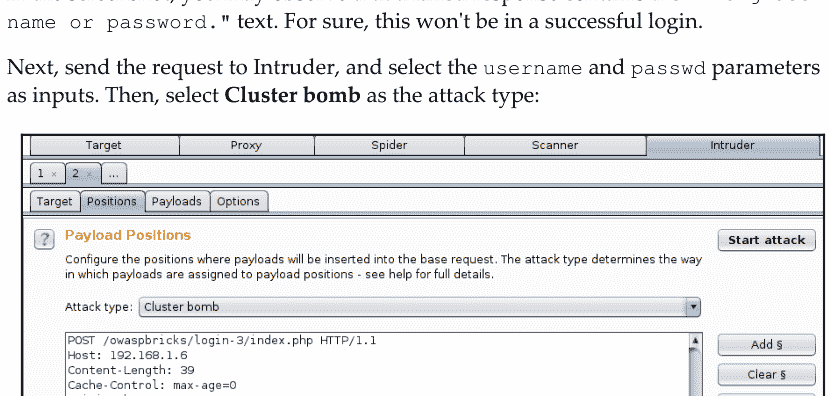 name or password." text. For sure, this won't be in a successful login.
Next, send the request to Intruder, and select the username and passwd parameters
as inputs. Then, select Cluster bomb as the attack type:
Target Proxy Spider Scanner Intruder
1 × 2 × ...
Target Positions Payloads Options
? Payload Positions Start attack
Configure the positions where payloads will be inserted into the base request. The attack type determines the way
in which payloads are assigned to payload positions - see help for full details.
Attack type: Cluster bomb
POST /owaspbricks/login-3/index.php HTTP/1.1
Add §
Host: 192.168.1.6
Content-Length: 39
Clear §
Cache-Control: max-age=0